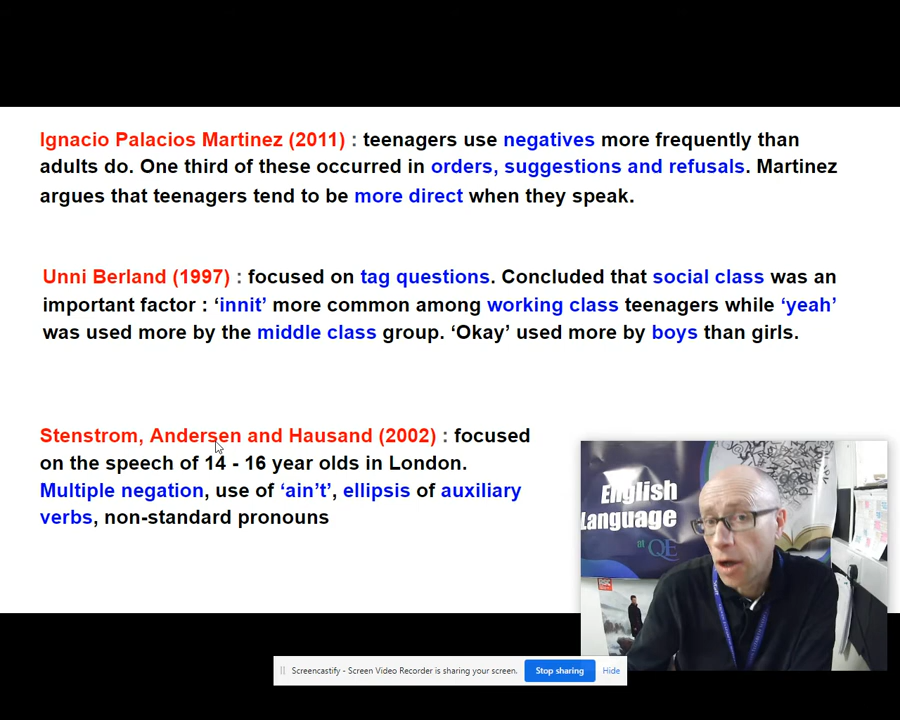 Ignacio Palacios Martinez (2011) : teenagers use negatives more frequently than
adults do. One third of these occurred in orders, suggestions and refusals. Martinez
argues that teenagers tend to be more direct when they speak.
Unni Berland (1997) : focused on tag questions. Concluded that social class was an
important factor : ‘innit’ more common among working class teenagers while ‘yeah’
was used more by the middle class group. ‘Okay’ used more by boys than girls.
Stenstrom, Andersen and Hausand (2002) : focused
on the speech of 14 - 16 year olds in London.
Multiple negation, use of ‘ain’t’, ellipsis of auxiliary
verbs, non-standard pronouns
English
Language
at QE
Screencastify - Screen Video Recorder is sharing your screen.
Stop sharing
Hide